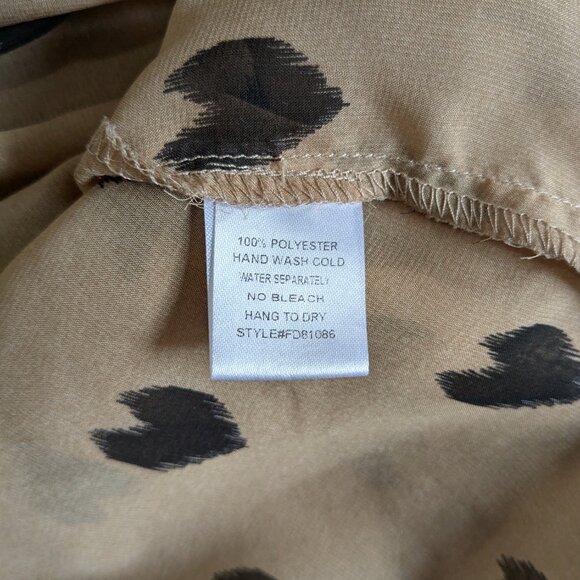 100% POLYESTER
HAND WASH COLD
WATER SEPARATELY
NO BLEACH
HANG TO DRY
STYLE#FD81086